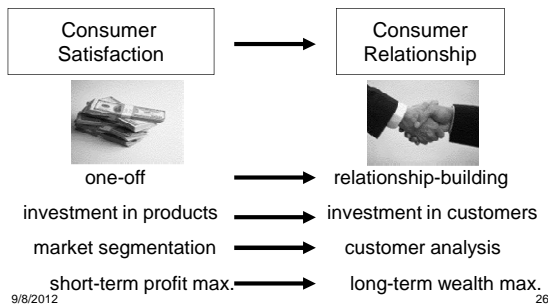 Consumer
Satisfaction
Consumer
Relationship
one-off
relationship-building
investment in products
investment in customers
market segmentation
customer analysis
short-term profit max.
long-term wealth max.
9/8/2012
26